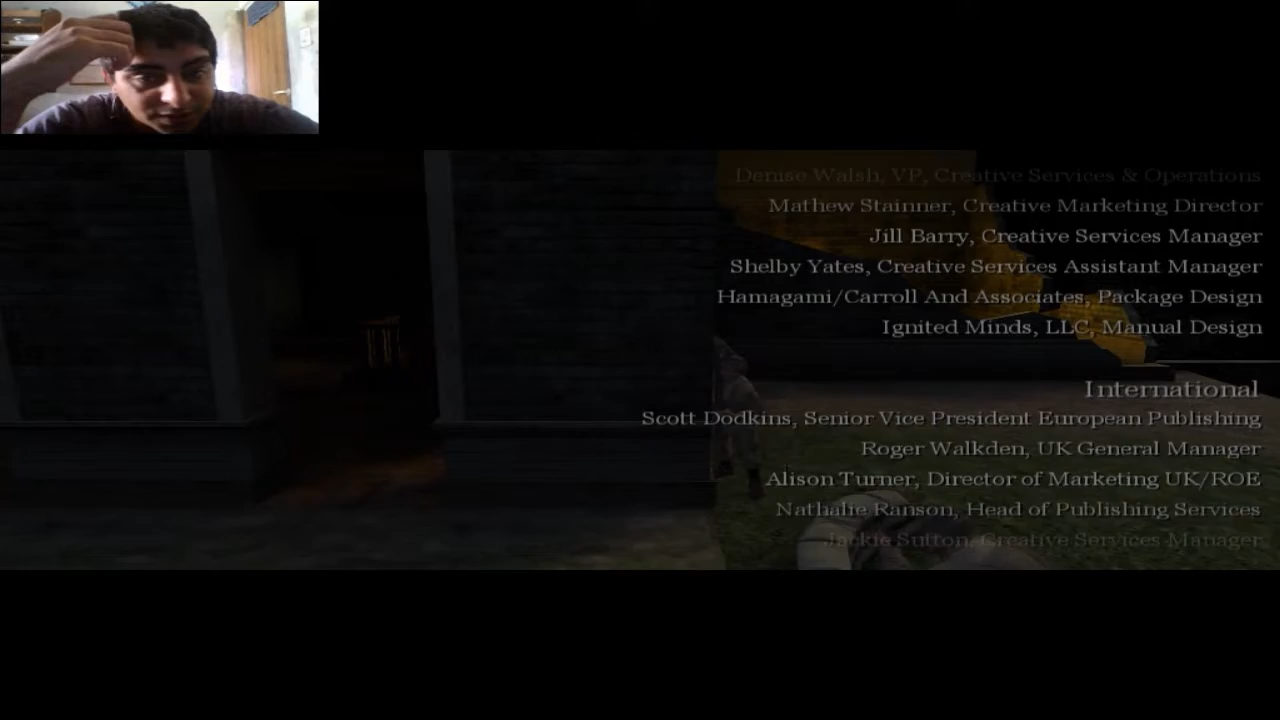 Denise Walsh, VP, Creative Services & Operations
Mathew Stainner, Creative Marketing Director
Jill Barry, Creative Services Manager
Shelby Yates, Creative Services Assistant Manager
Hamagami/Carroll And Associates, Package Design
Ignited Minds, LLC, Manual Design
International
Scott Dodkins, Senior Vice President European Publishing
Roger Walkden, UK General Manager
Alison Turner, Director of Marketing UK/ROE
Nathalie Ranson, Head of Publishing Services
Jackie Sutton, Creative Services Manager